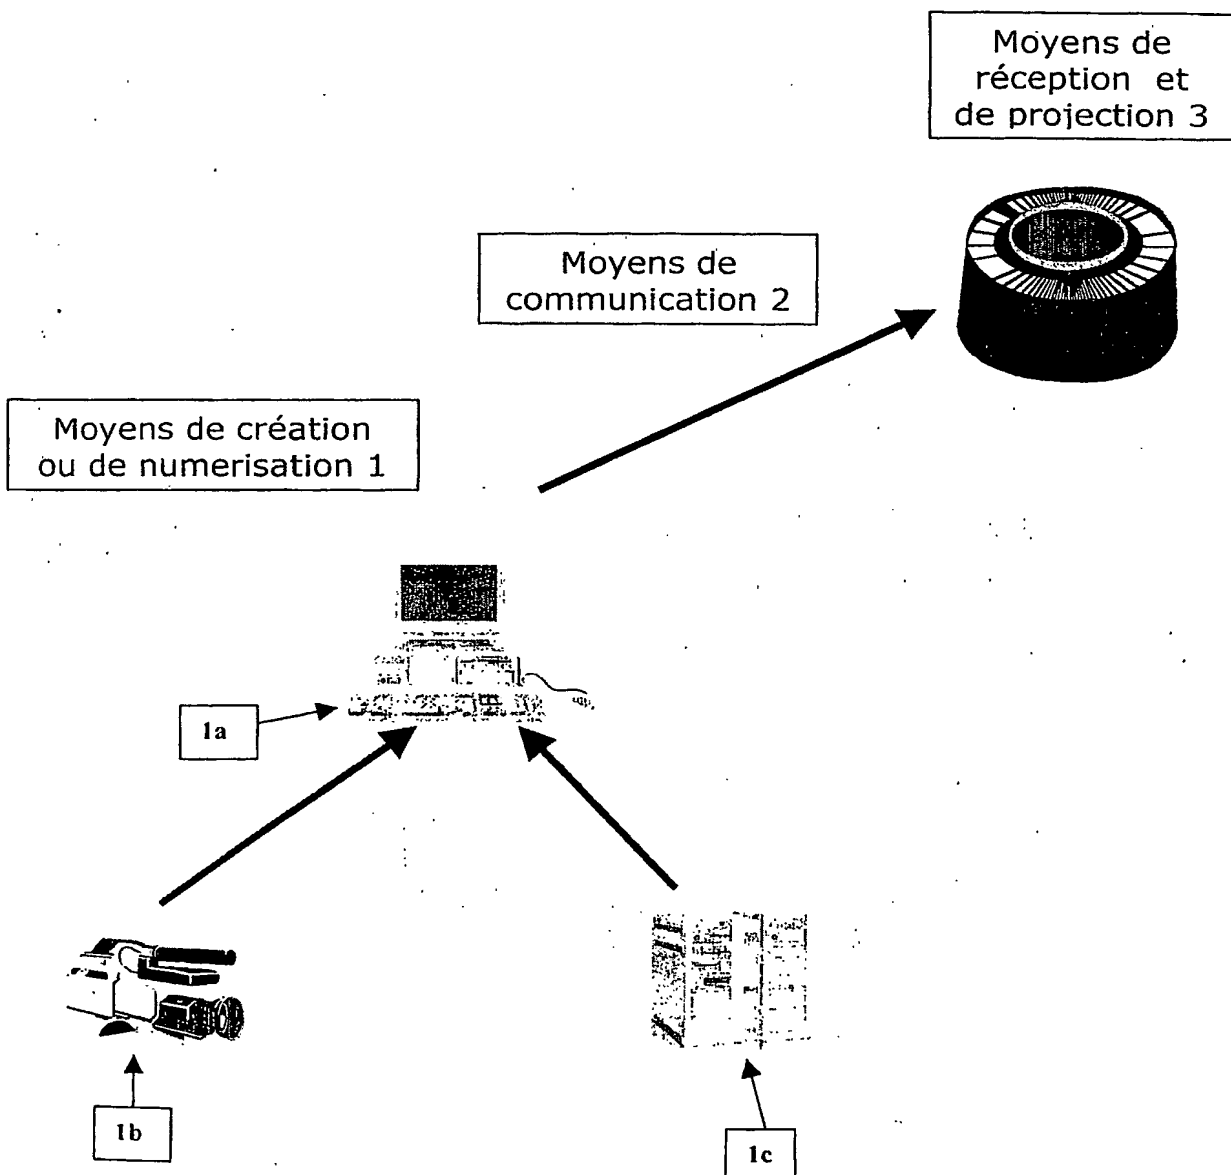 Moyens de
réception et
de projection 3
Moyens de
communication 2
Moyens de création
ou de numerisation 1
1a
1b
1c